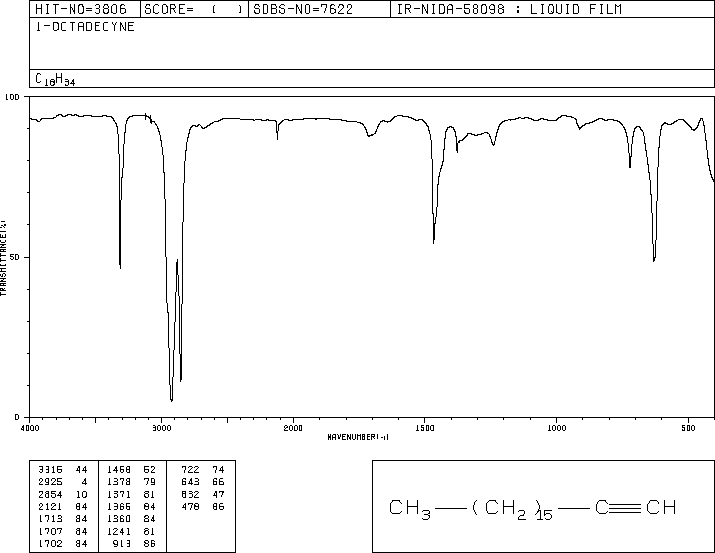 HIT-NO=3806 SCORE= ( ) SDBS-NO=7622 IR-NIDA-58098 : LIQUID FILM
1-OCTADECYNE
C18H34
100
50
0
TRANSMITTANCE(%)
4000 3000 2000 1500 1000 500
WAVENUMBER(-1)
3315 44 1468 52 722 74
2925 4 1378 79 643 66
2854 10 1371 81 632 47
2121 84 1366 84 478 86
1713 84 1360 84
1707 84 1241 81
1702 84 913 86
CH3—(CH2)15—C≡CH